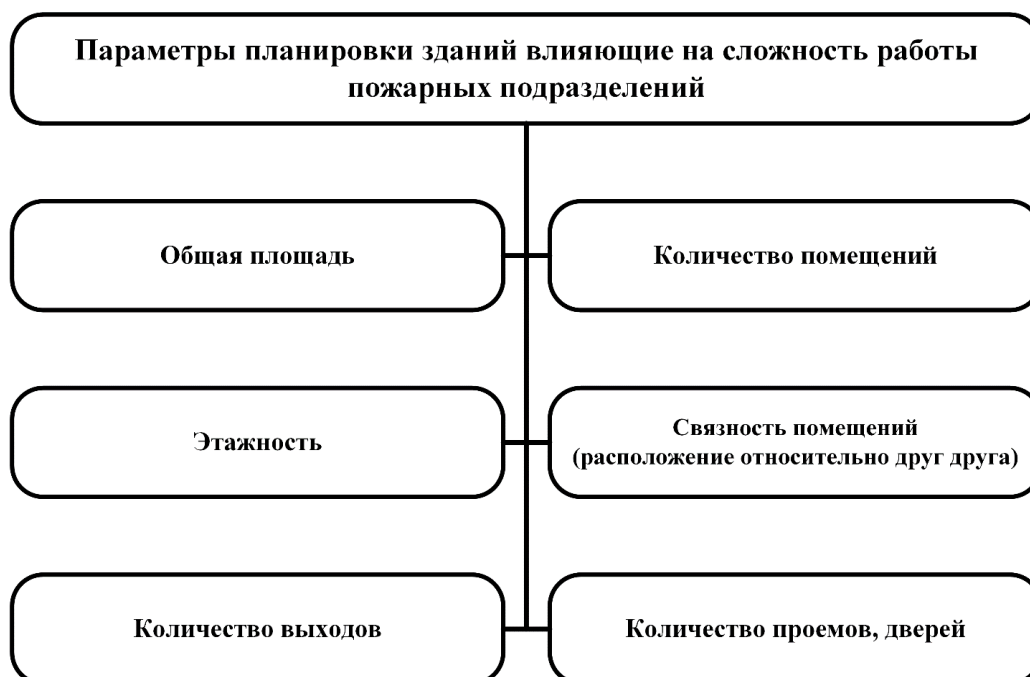 Параметры планировки зданий влияющие на сложность работы
пожарных подразделений
Общая площадь
Количество помещений
Этажность
Связность помещений
(расположение относительно друг друга)
Количество выходов
Количество проемов, дверей